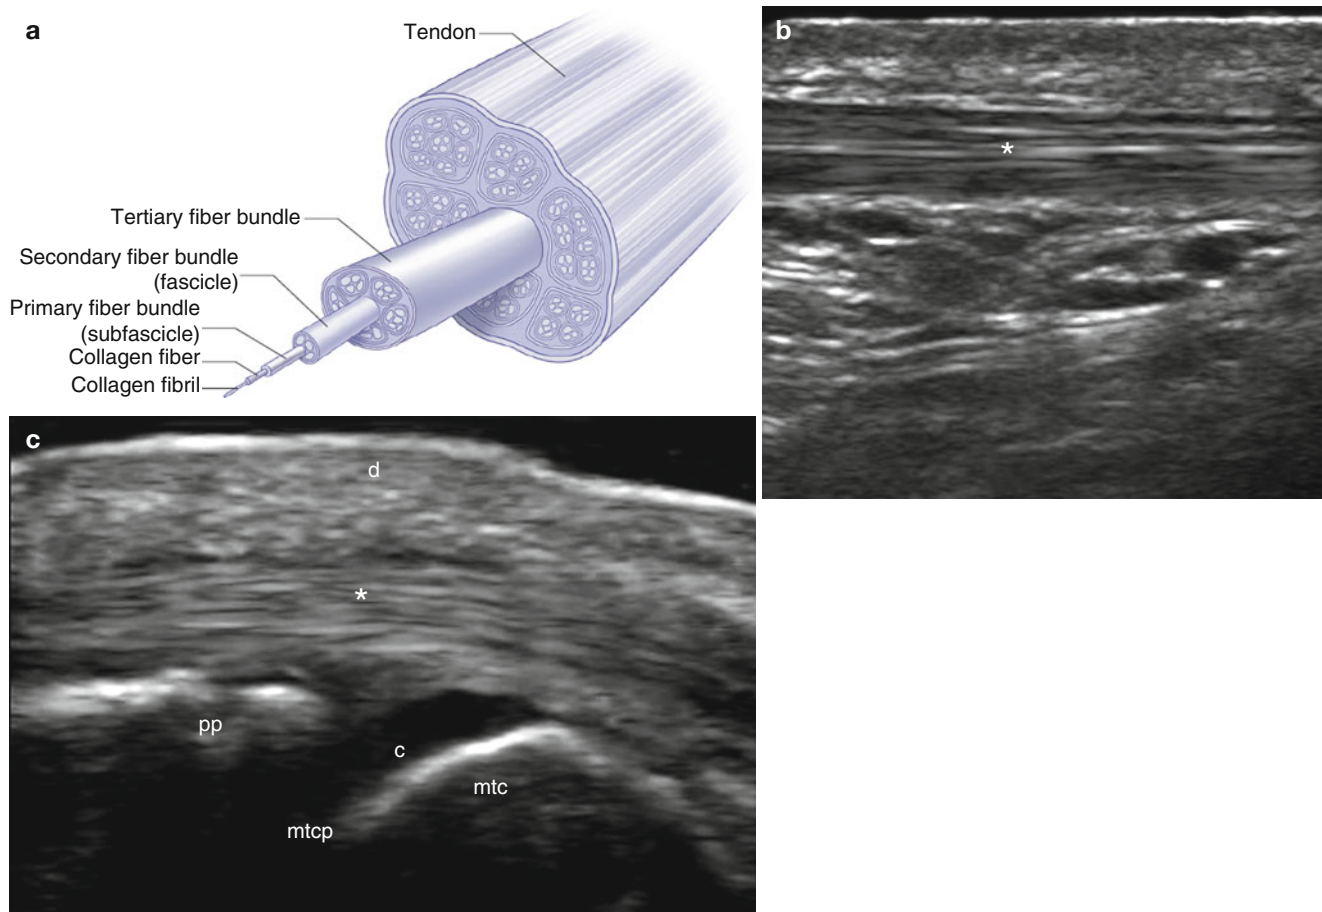 a
Tendon
Tertiary fiber bundle
Secondary fiber bundle
(fascicle)
Primary fiber bundle
(subfascicle)
Collagen fiber
Collagen fibril
b
*
c
d
*
pp
c
mtc
mtcp